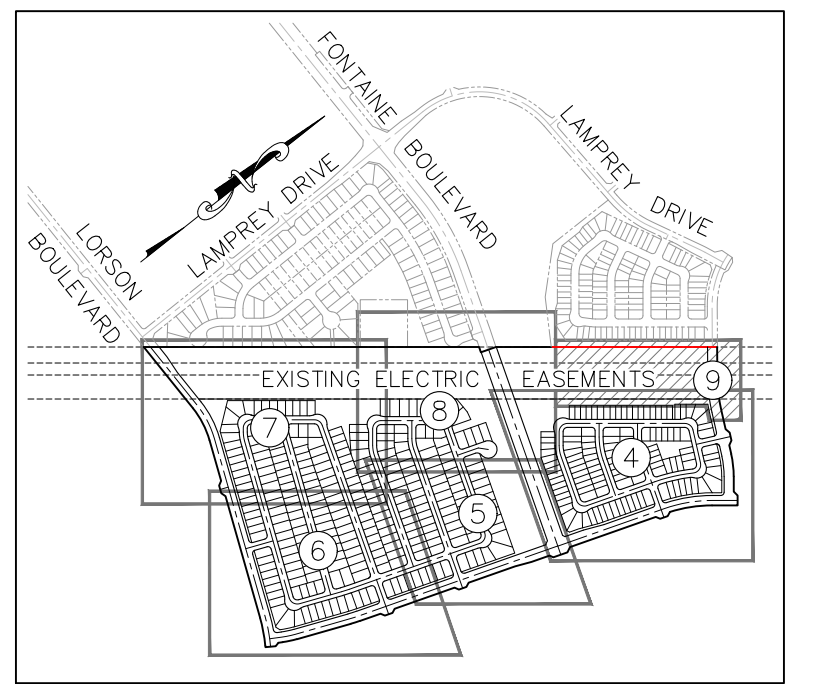 FONTAINE
BOULEVARD
LAMPREY DRIVE
LAMPREY DRIVE
N
LORSON
BOULEVARD
EXISTING ELECTRIC EASEMENTS
9
8
7
4
5
6